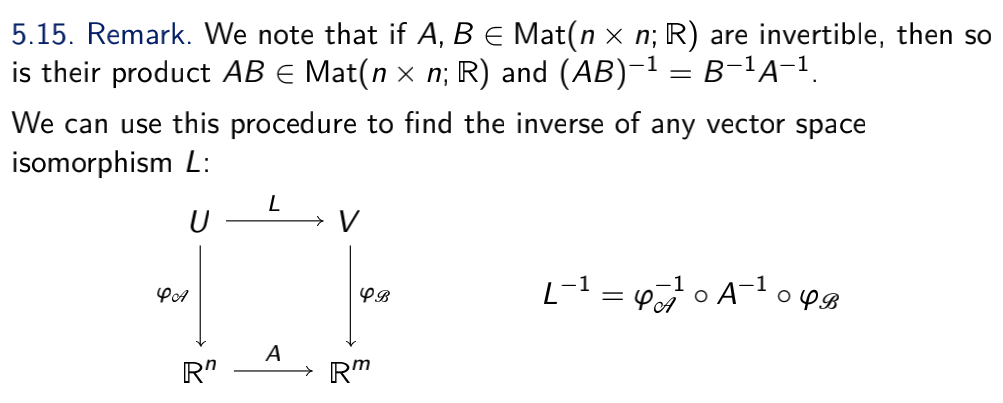 5.15. Remark. We note that if A, B ∈ Mat(n × n; ℝ) are invertible, then so
is their product AB ∈ Mat(n × n; ℝ) and (AB)⁻¹ = B⁻¹A⁻¹.
We can use this procedure to find the inverse of any vector space
isomorphism L:
L
U V
φ𝒜 φℬ
L⁻¹ = φ𝒜⁻¹ ∘ A⁻¹ ∘ φℬ
A
ℝⁿ ℝᵐ